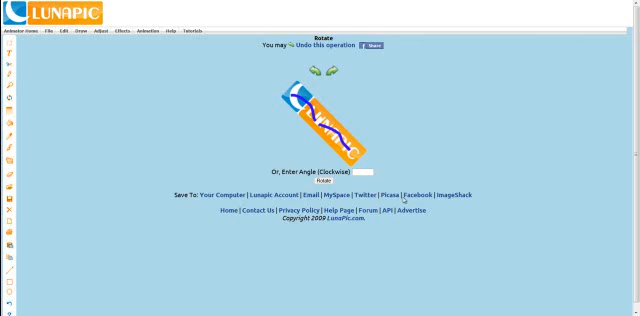 LUNAPIC
Animator Home File Edit Draw Adjust Effects Animation Help Tutorials
Rotate
You may Undo this operation f Share
LUNAPIC
Or, Enter Angle (Clockwise)
Rotate
Save To: Your Computer | Lunapic Account | Email | MySpace | Twitter | Picasa | Facebook | ImageShack
Home | Contact Us | Privacy Policy | Help Page | Forum | API | Advertise
Copyright 2009 LunaPic.com.